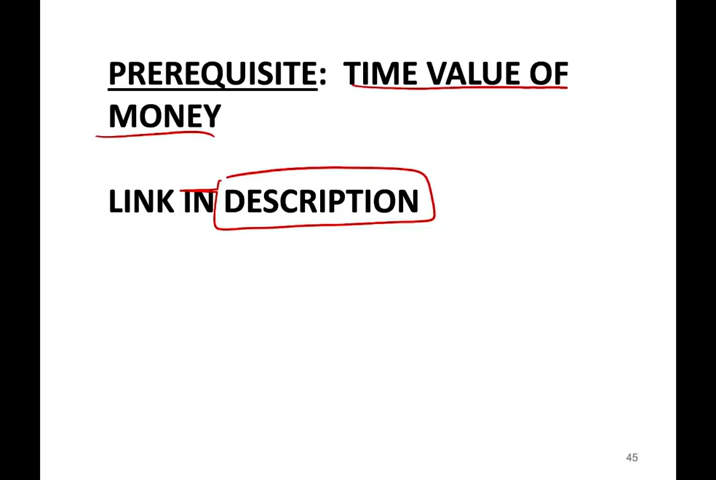 PREREQUISITE: TIME VALUE OF
MONEY
LINK IN DESCRIPTION
45